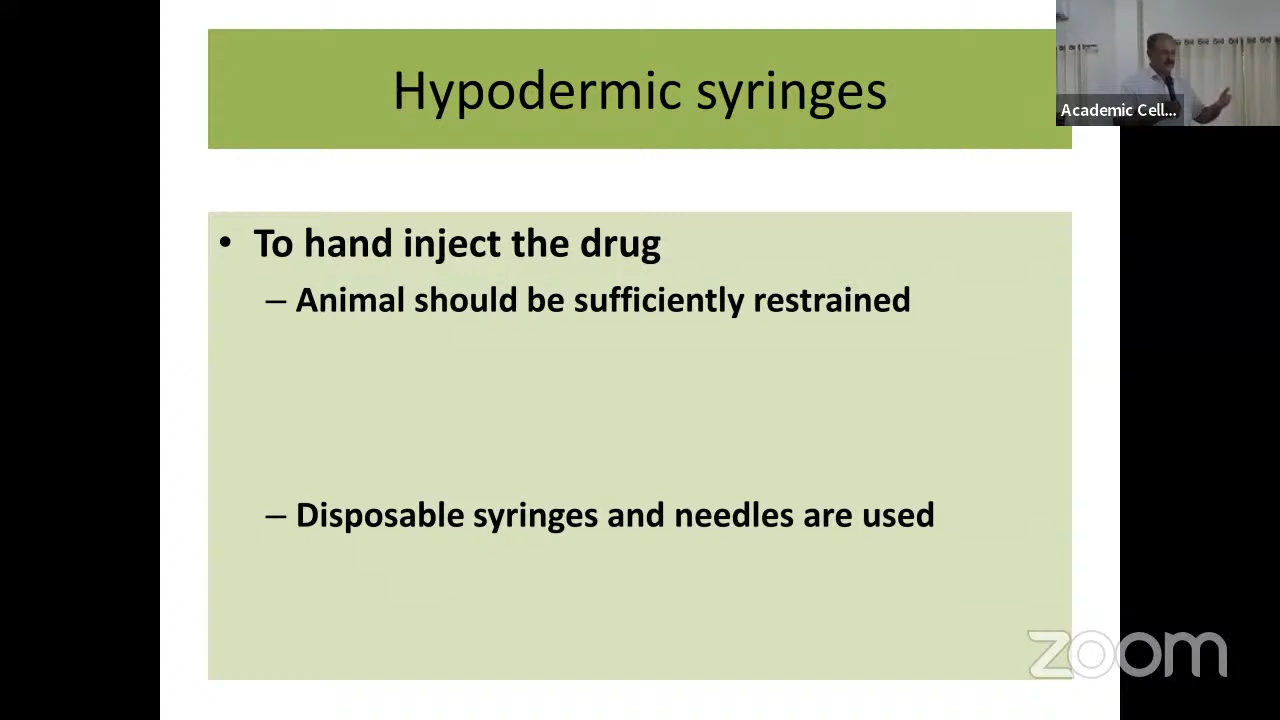 Hypodermic syringes
Academic Cell...
• To hand inject the drug
– Animal should be sufficiently restrained
– Disposable syringes and needles are used
zoom